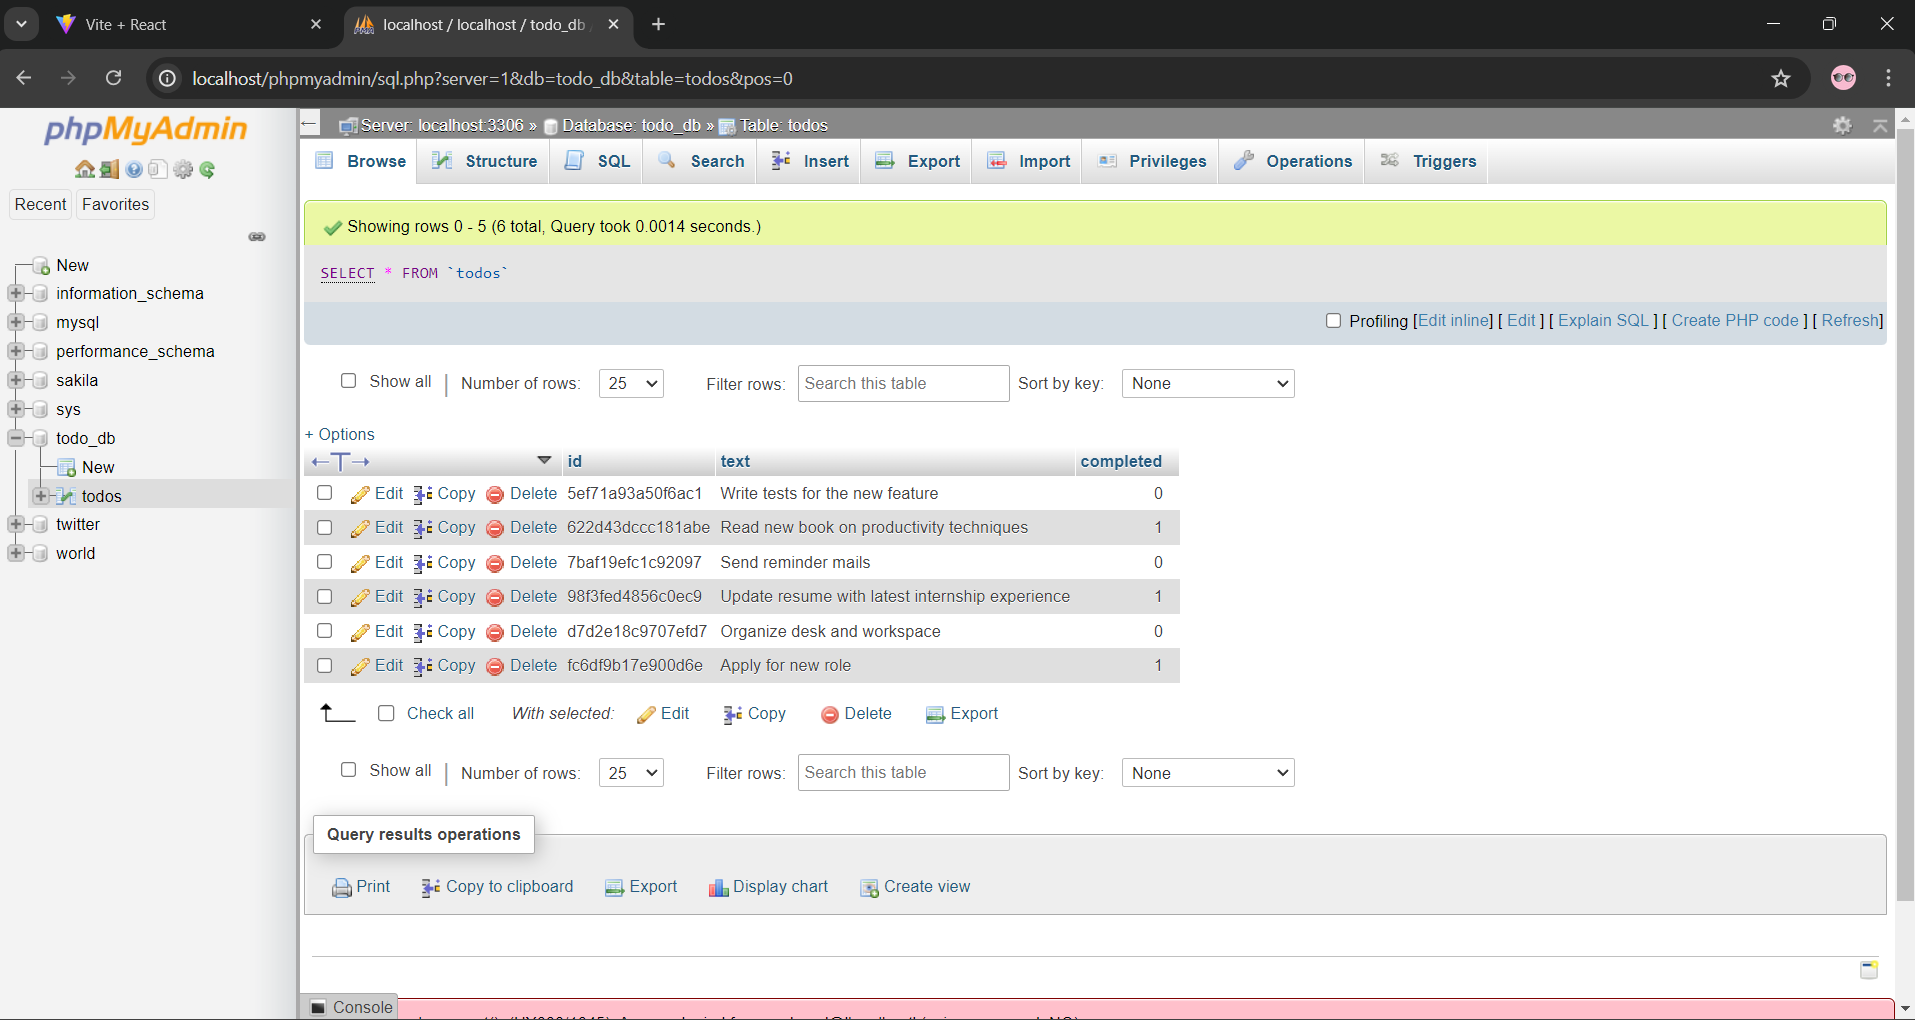 Vite + React
localhost / localhost / todo_db
localhost/phpmyadmin/sql.php?server=1&db=todo_db&table=todos&pos=0
phpMyAdmin
Recent
Favorites
New
information_schema
mysql
performance_schema
sakila
sys
todo_db
New
todos
twitter
world
Server: localhost:3306 » Database: todo_db » Table: todos
Browse Structure SQL Search Insert Export Import Privileges Operations Triggers
Showing rows 0 - 5 (6 total, Query took 0.0014 seconds.)
SELECT * FROM `todos`
Profiling [Edit inline] [ Edit ] [ Explain SQL ] [ Create PHP code ] [ Refresh]
Show all | Number of rows: 25 Filter rows: Search this table Sort by key: None
+ Options
←T→ id text completed
Edit Copy Delete 5ef71a93a50f6ac1 Write tests for the new feature 0
Edit Copy Delete 622d43dccc181abe Read new book on productivity techniques 1
Edit Copy Delete 7baf19efc1c92097 Send reminder mails 0
Edit Copy Delete 98f3fed4856c0ec9 Update resume with latest internship experience 1
Edit Copy Delete d7d2e18c9707efd7 Organize desk and workspace 0
Edit Copy Delete fc6df9b17e900d6e Apply for new role 1
Check all With selected: Edit Copy Delete Export
Show all | Number of rows: 25 Filter rows: Search this table Sort by key: None
Query results operations
Print Copy to clipboard Export Display chart Create view
Console